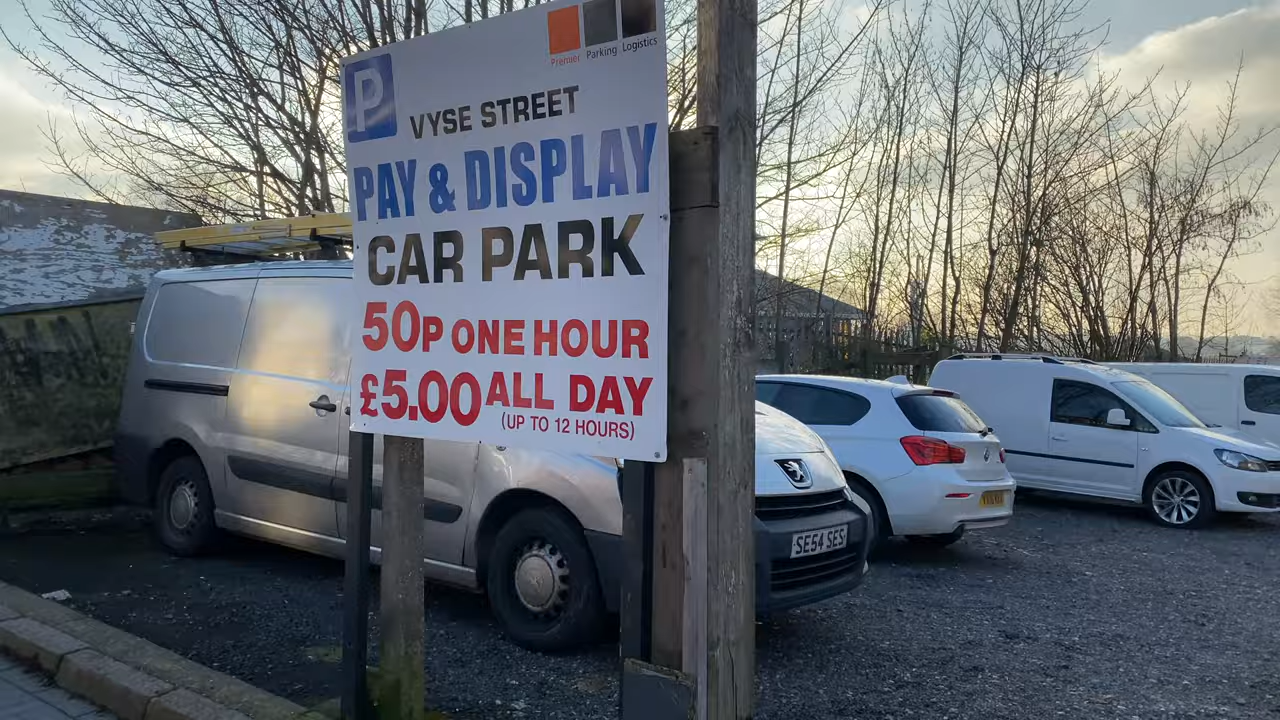 Premier Parking Logistics
P
VYSE STREET
PAY & DISPLAY
CAR PARK
50P ONE HOUR
£5.00 ALL DAY
(UP TO 12 HOURS)
SE54 SES